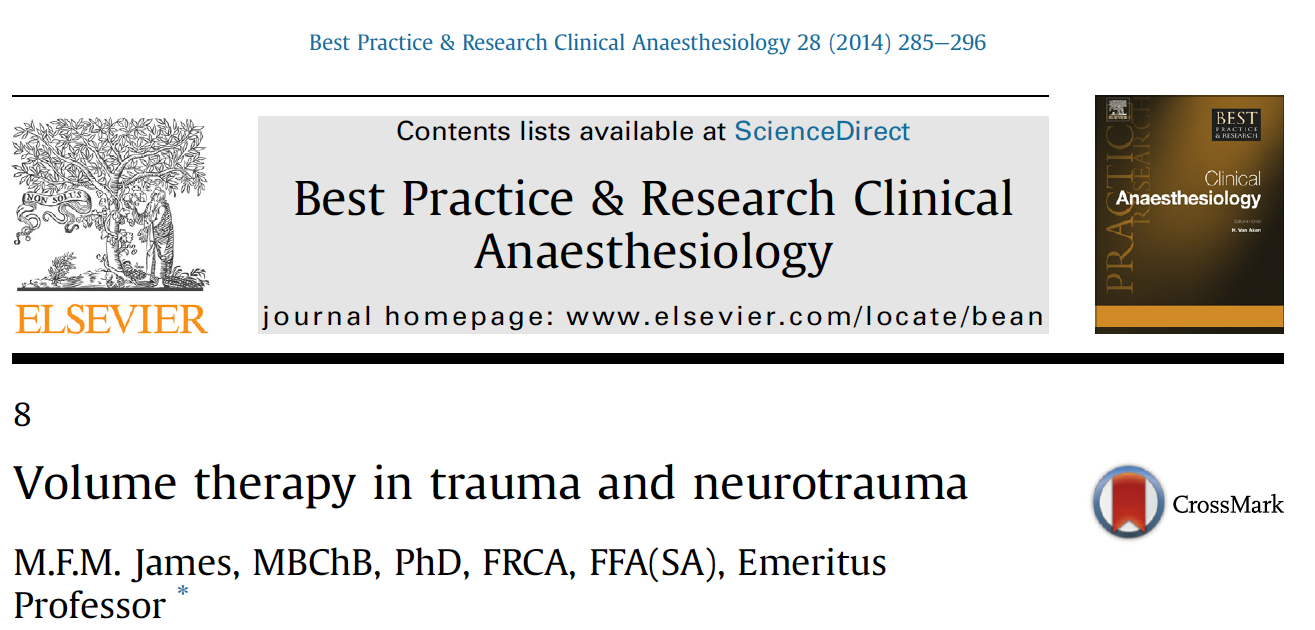 Best Practice & Research Clinical Anaesthesiology 28 (2014) 285–296
Contents lists available at ScienceDirect
Best Practice & Research Clinical
Anaesthesiology
journal homepage: www.elsevier.com/locate/bean
NON SOLUS
ELSEVIER
PRACTICE
RESEARCH
BEST
PRACTICE
& RESEARCH
Clinical
Anaesthesiology
H. Van Aken
8
Volume therapy in trauma and neurotrauma
CrossMark
M.F.M. James, MBChB, PhD, FRCA, FFA(SA), Emeritus
Professor *